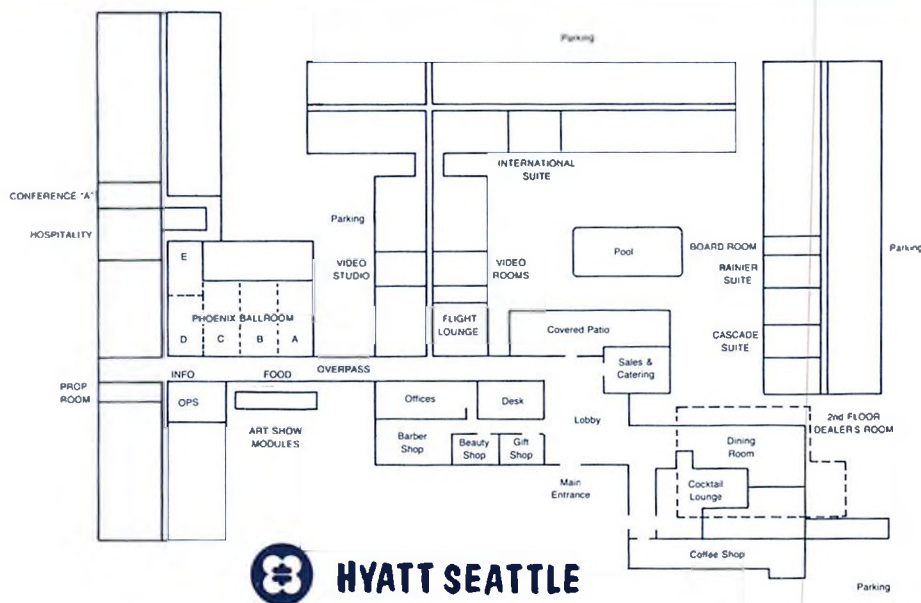 Parking
CONFERENCE "A"
HOSPITALITY
INTERNATIONAL
SUITE
Parking
E
VIDEO
STUDIO
VIDEO
ROOMS
Pool
BOARD ROOM
Parking
RAINIER
SUITE
PHOENIX BALLROOM
D
C
B
A
FLIGHT
LOUNGE
Covered Patio
CASCADE
SUITE
PROP
ROOM
INFO
FOOD
OVERPASS
Sales &
Catering
OPS
ART SHOW
MODULES
Offices
Desk
Lobby
2nd FLOOR
DEALERS ROOM
Barber
Shop
Beauty
Shop
Gift
Shop
Dining
Room
Main
Entrance
Cocktail
Lounge
Coffee Shop
Parking
HYATT SEATTLE